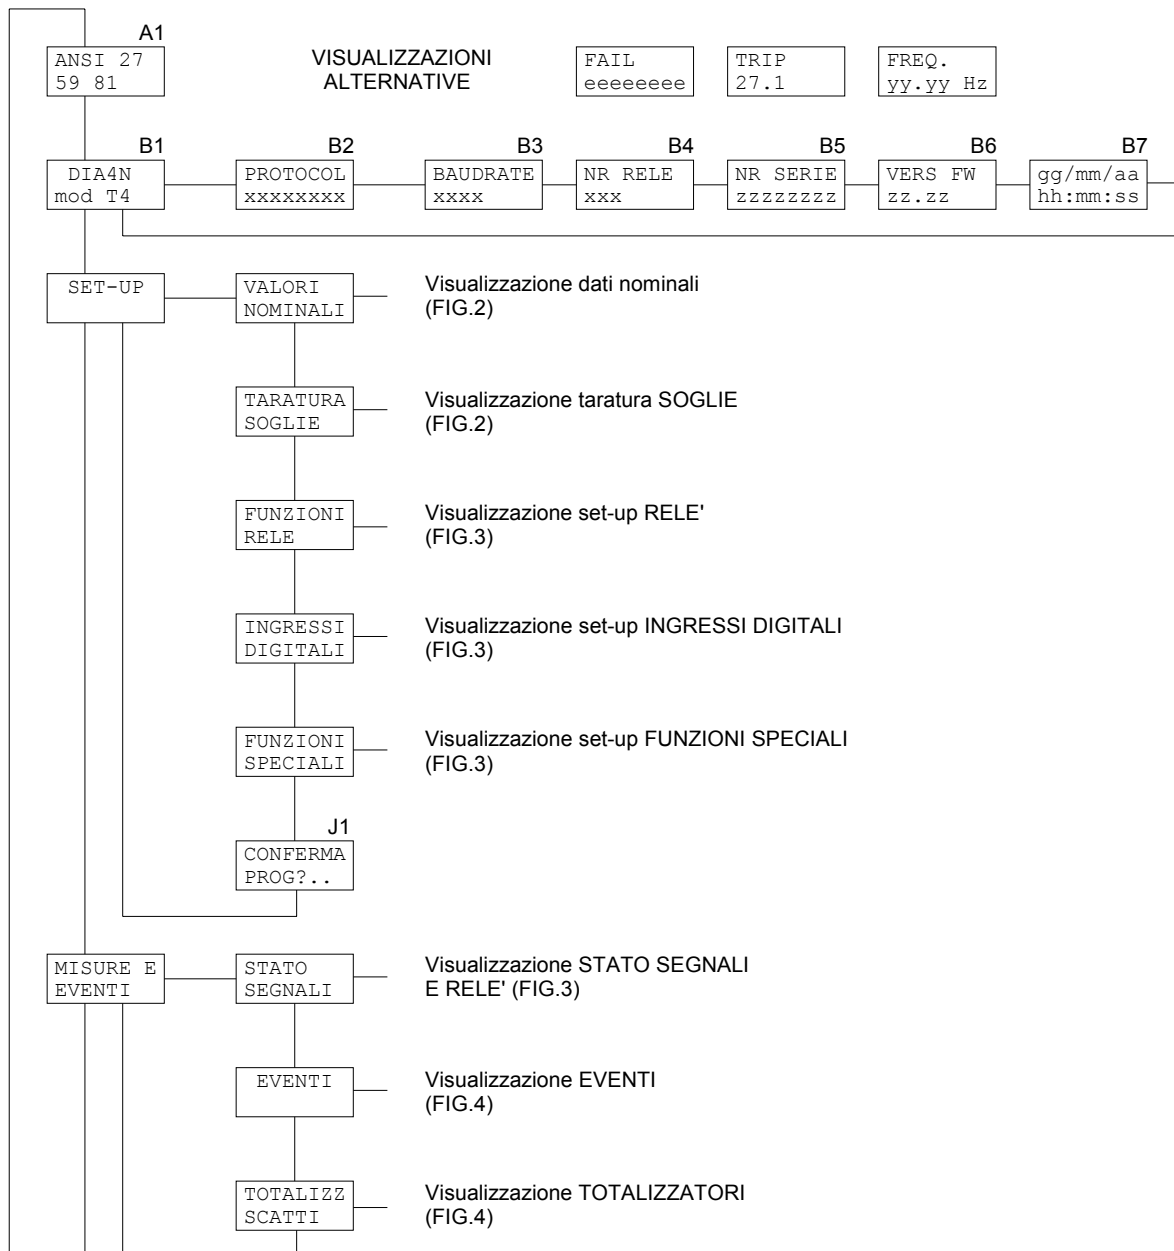 A1
ANSI 27
59 81
VISUALIZZAZIONI
ALTERNATIVE
FAIL
eeeeeeee
TRIP
27.1
FREQ.
yy.yy Hz
B1
DIA4N
mod T4
B2
PROTOCOL
xxxxxxxx
B3
BAUDRATE
xxxx
B4
NR RELE
xxx
B5
NR SERIE
zzzzzzzz
B6
VERS FW
zz.zz
B7
gg/mm/aa
hh:mm:ss
SET-UP
VALORI
NOMINALI
Visualizzazione dati nominali
(FIG.2)
TARATURA
SOGLIE
Visualizzazione taratura SOGLIE
(FIG.2)
FUNZIONI
RELE
Visualizzazione set-up RELE'
(FIG.3)
INGRESSI
DIGITALI
Visualizzazione set-up INGRESSI DIGITALI
(FIG.3)
FUNZIONI
SPECIALI
Visualizzazione set-up FUNZIONI SPECIALI
(FIG.3)
J1
CONFERMA
PROG?..
MISURE E
EVENTI
STATO
SEGNALI
Visualizzazione STATO SEGNALI
E RELE' (FIG.3)
EVENTI
Visualizzazione EVENTI
(FIG.4)
TOTALIZZ
SCATTI
Visualizzazione TOTALIZZATORI
(FIG.4)